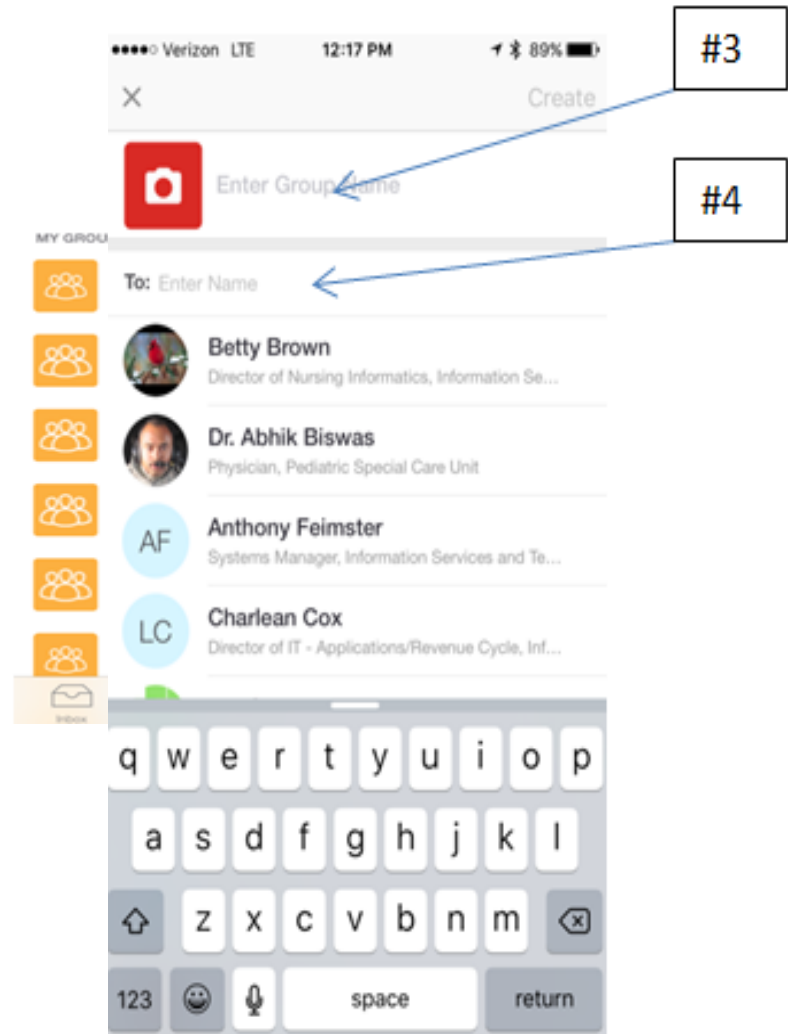 #3
Verizon LTE 12:17 PM 89%
Create
Enter Group Name
#4
MY GROU
To: Enter Name
Betty Brown
Director of Nursing Informatics, Information Se...
Dr. Abhik Biswas
Physician, Pediatric Special Care Unit
AF
Anthony Feimster
Systems Manager, Information Services and Te...
LC
Charlean Cox
Director of IT - Applications/Revenue Cycle, Inf...
Inbox
q w e r t y u i o p
a s d f g h j k l
z x c v b n m
123 space return